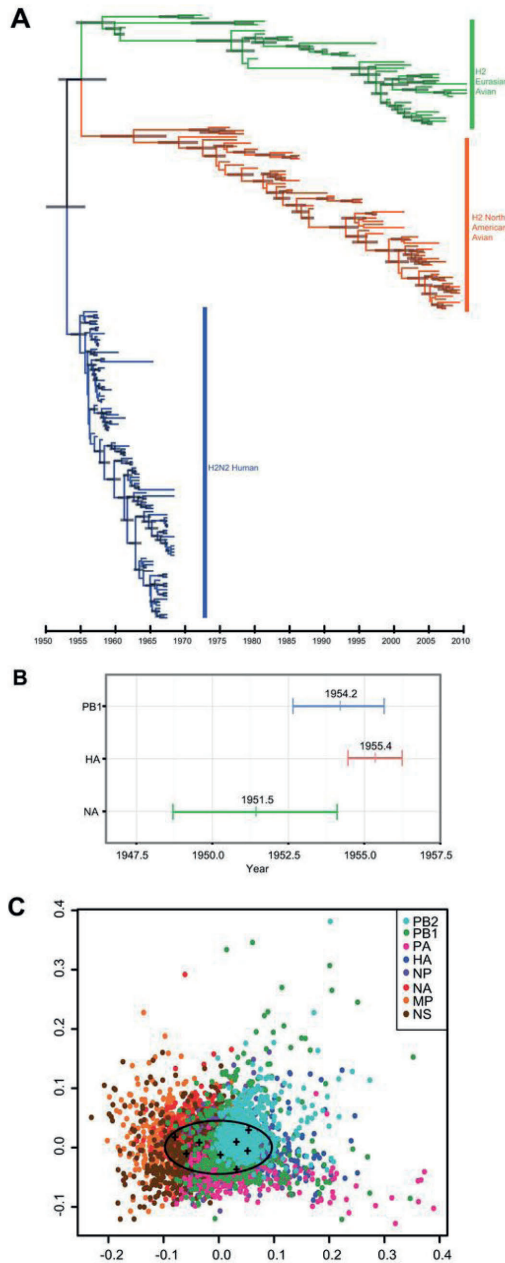 A
H2
Eurasian
Avian
H2 North
American
Avian
H2N2 Human
1950 1955 1960 1965 1970 1975 1980 1985 1990 1995 2000 2005 2010
B
PB1
HA
NA
1954.2
1955.4
1951.5
1947.5 1950.0 1952.5 1955.0 1957.5
Year
C
0.4
0.3
0.2
0.1
0.0
-0.1
PB2
PB1
PA
HA
NP
NA
MP
NS
-0.2 -0.1 0.0 0.1 0.2 0.3 0.4